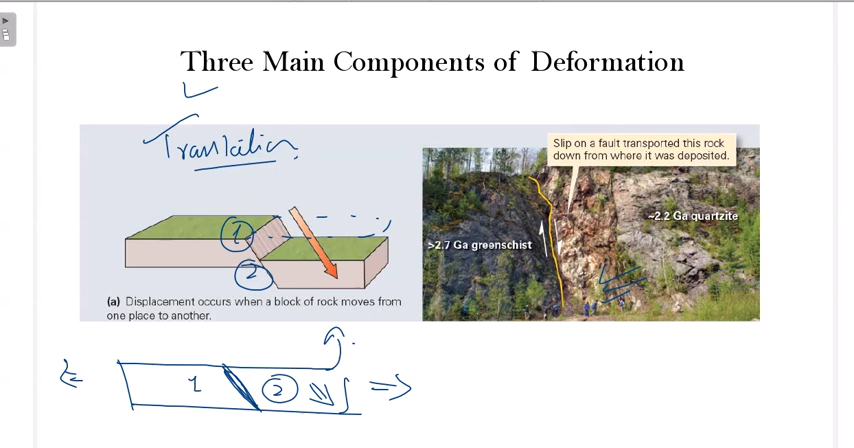 Three Main Components of Deformation
Translation
Slip on a fault transported this rock
down from where it was deposited.
1
2
>2.7 Ga greenschist
~2.2 Ga quartzite
(a) Displacement occurs when a block of rock moves from
one place to another.
1
2